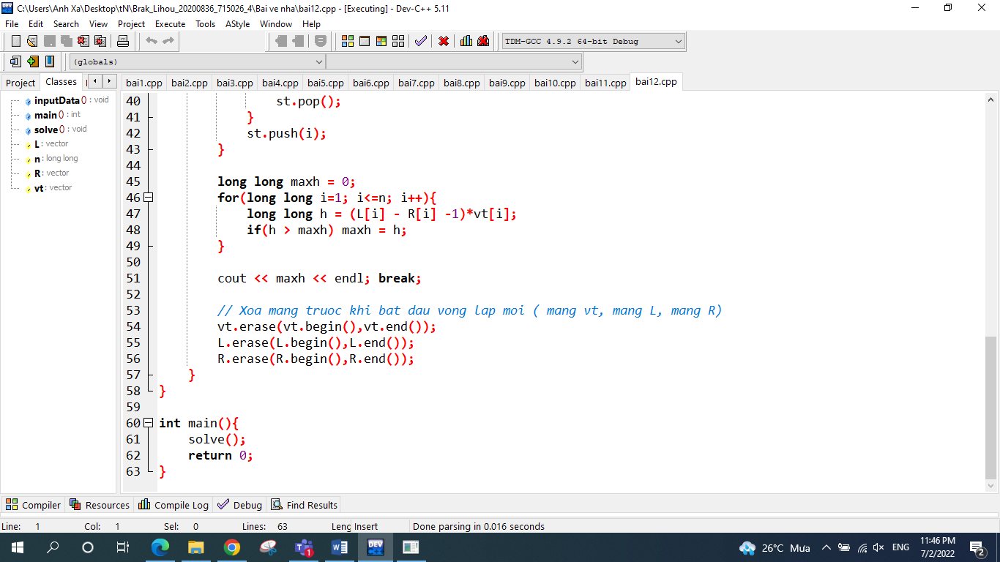 C:\Users\Anh Xa\Desktop\tN\Brak_Lihou_20200836_715026_4\Bai ve nha\bai12.cpp - [Executing] - Dev-C++ 5.11
File Edit Search View Project Execute Tools AStyle Window Help
TDM-GCC 4.9.2 64-bit Debug
(globals)
Project Classes
bai1.cpp bai2.cpp bai3.cpp bai4.cpp bai5.cpp bai6.cpp bai7.cpp bai8.cpp bai9.cpp bai10.cpp bai11.cpp bai12.cpp
inputData() : void
main() : int
solve() : void
L : vector
n : long long
R : vector
vt : vector
40 st.pop();
41 }
42 st.push(i);
43 }
44
45 long long maxh = 0;
46 for(long long i=1; i<=n; i++){
47 long long h = (L[i] - R[i] -1)*vt[i];
48 if(h > maxh) maxh = h;
49 }
50
51 cout << maxh << endl; break;
52
53 // Xoa mang truoc khi bat dau vong lap moi ( mang vt, mang L, mang R)
54 vt.erase(vt.begin(),vt.end());
55 L.erase(L.begin(),L.end());
56 R.erase(R.begin(),R.end());
57 }
58 }
59
60 int main(){
61 solve();
62 return 0;
63 }
Compiler Resources Compile Log Debug Find Results
Line: 1 Col: 1 Sel: 0 Lines: 63 Leng Insert Done parsing in 0.016 seconds
26°C Mưa ENG
11:46 PM
7/2/2022
DEV
1
2